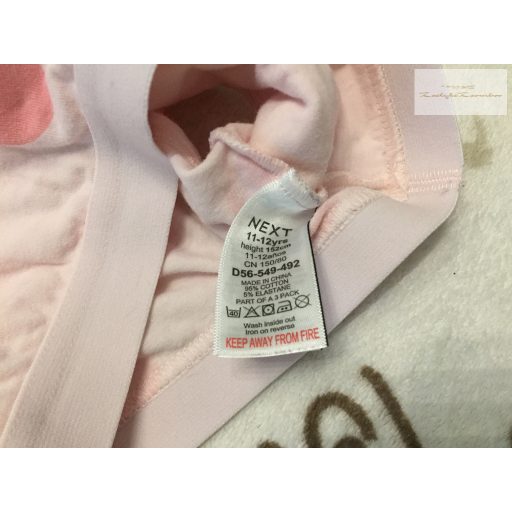 NEXT
11-12yrs
height 152cm
11-12años
CN 150/80
D56-549-492
MADE IN CHINA
95% COTTON
5% ELASTANE
PART OF A 3 PACK
40
Wash inside out
Iron on reverse
KEEP AWAY FROM FIRE